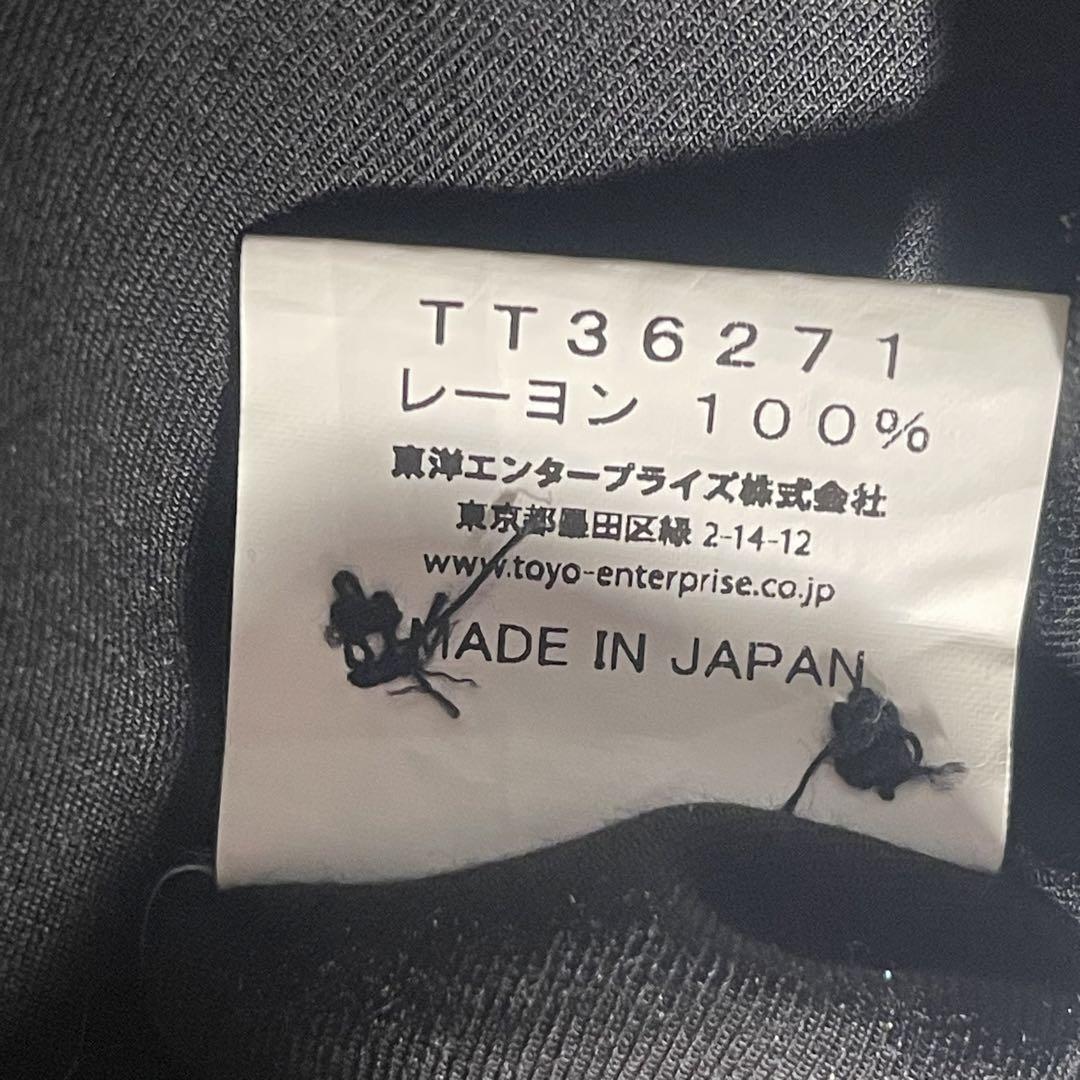 TT36271
レーヨン 100%
東洋エンタープライズ株式会社
東京都墨田区緑 2-14-12
www.toyo-enterprise.co.jp
MADE IN JAPAN